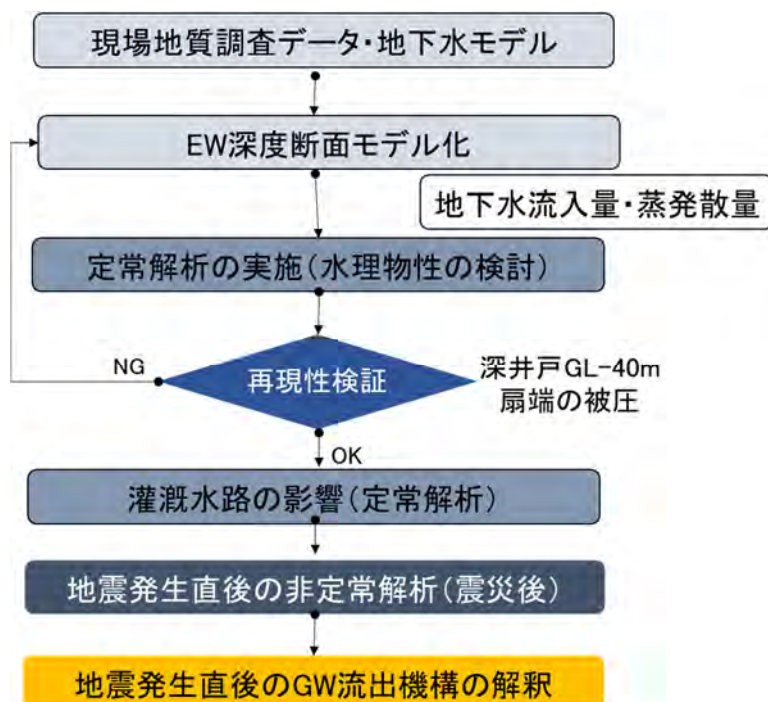 現場地質調査データ・地下水モデル
EW深度断面モデル化
地下水流入量・蒸発散量
定常解析の実施(水理物性の検討)
NG
再現性検証
深井戸GL-40m
扇端の被圧
OK
灌漑水路の影響(定常解析)
地震発生直後の非定常解析(震災後)
地震発生直後のGW流出機構の解釈